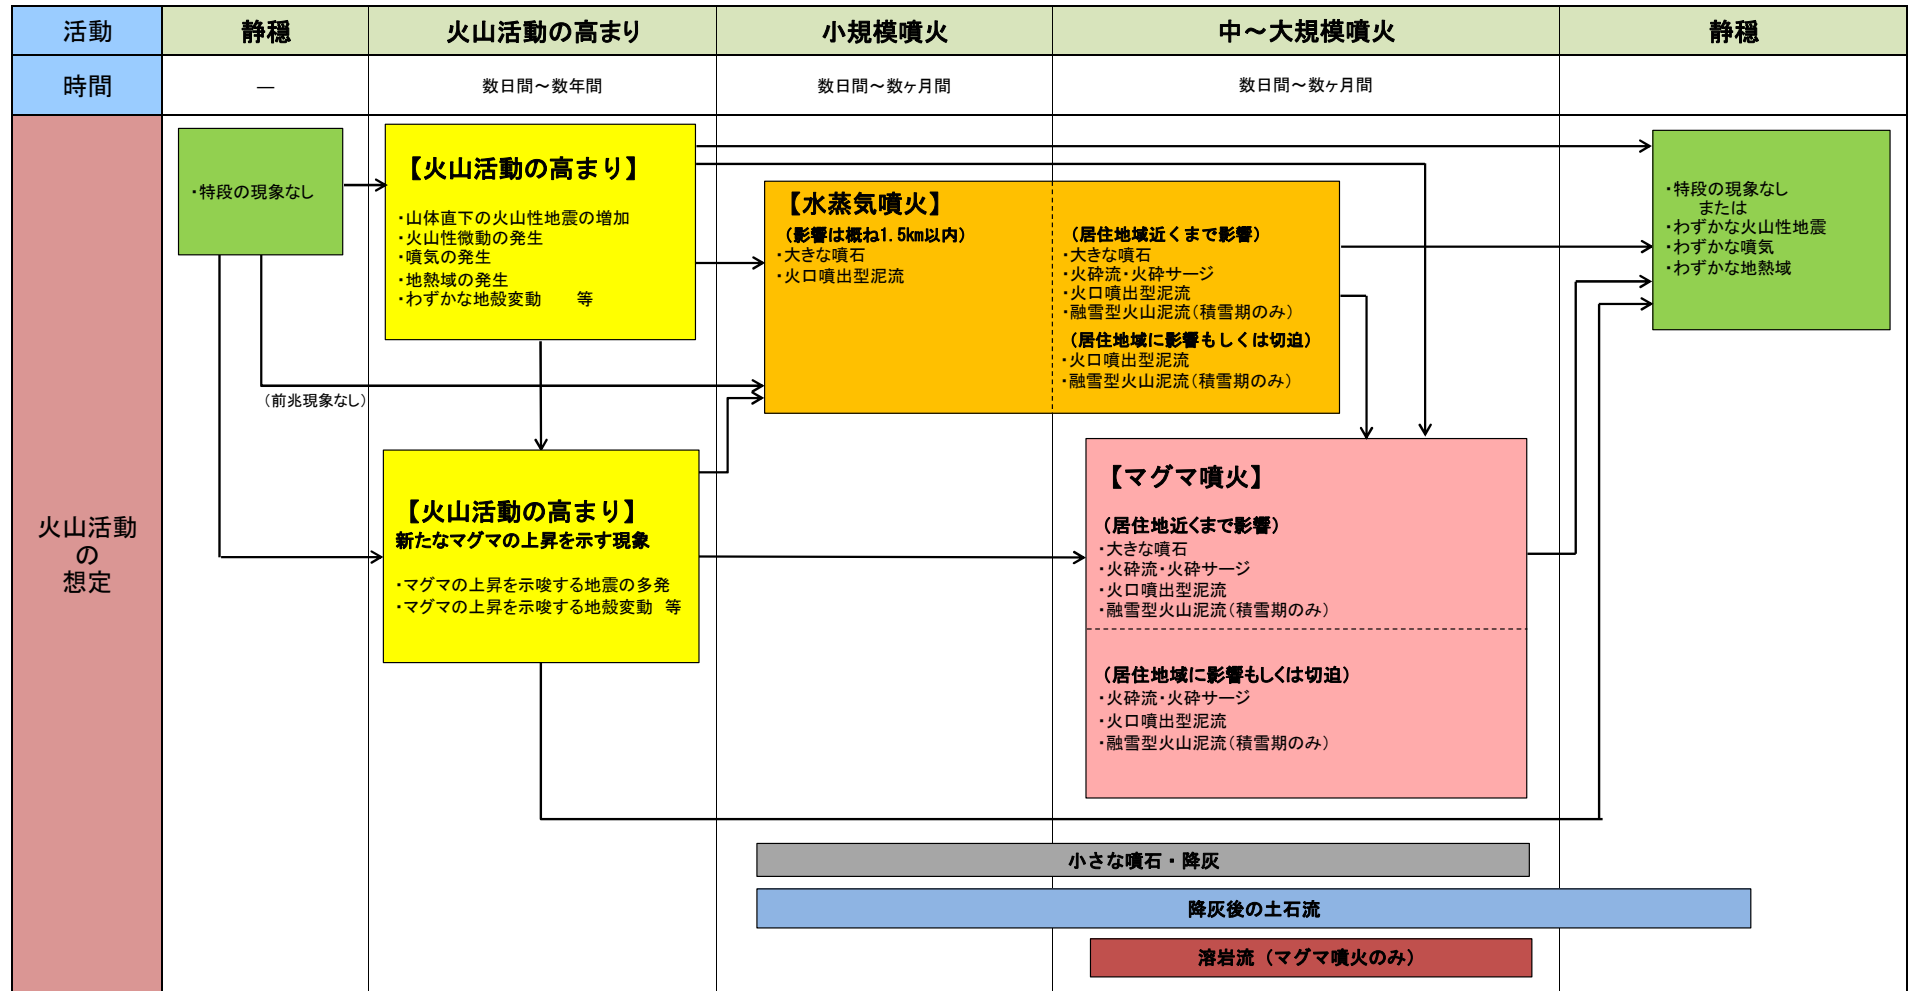 活動
静穏
火山活動の高まり
小規模噴火
中～大規模噴火
静穏
時間
―
数日間～数年間
数日間～数ヶ月間
数日間～数ヶ月間
火山活動
の
想定
・特段の現象なし
(前兆現象なし)
【火山活動の高まり】
・山体直下の火山性地震の増加
・火山性微動の発生
・噴気の発生
・地熱域の発生
・わずかな地殻変動　　等
【火山活動の高まり】
新たなマグマの上昇を示す現象
・マグマの上昇を示唆する地震の多発
・マグマの上昇を示唆する地殻変動　等
【水蒸気噴火】
(影響は概ね1.5km以内)
・大きな噴石
・火口噴出型泥流
(居住地域近くまで影響)
・大きな噴石
・火砕流・火砕サージ
・火口噴出型泥流
・融雪型火山泥流(積雪期のみ)
(居住地域に影響もしくは切迫)
・火口噴出型泥流
・融雪型火山泥流(積雪期のみ)
【マグマ噴火】
(居住地近くまで影響)
・大きな噴石
・火砕流・火砕サージ
・火口噴出型泥流
・融雪型火山泥流(積雪期のみ)
(居住地域に影響もしくは切迫)
・火砕流・火砕サージ
・火口噴出型泥流
・融雪型火山泥流(積雪期のみ)
・特段の現象なし
または
・わずかな火山性地震
・わずかな噴気
・わずかな地熱域
小さな噴石・降灰
降灰後の土石流
溶岩流（マグマ噴火のみ）